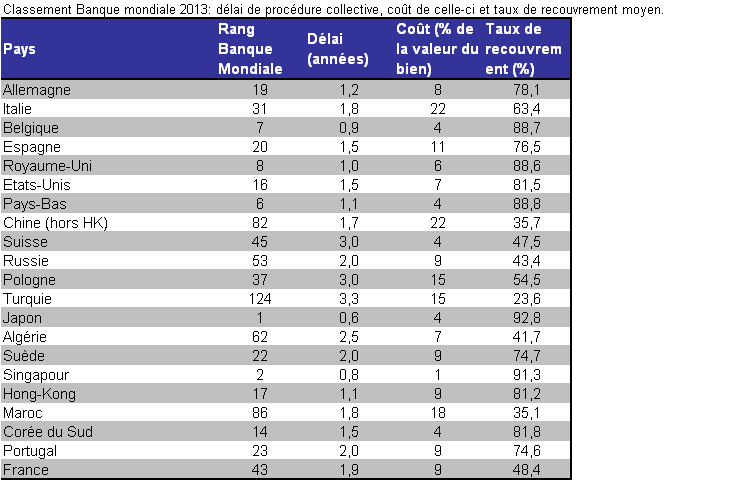 Classement Banque mondiale 2013: délai de procédure collective, coût de celle-ci et taux de recouvrement moyen.
Pays Rang Banque Mondiale Délai (années) Coût (% de la valeur du bien) Taux de recouvrem ent (%)
Allemagne 19 1,2 8 78,1
Italie 31 1,8 22 63,4
Belgique 7 0,9 4 88,7
Espagne 20 1,5 11 76,5
Royaume-Uni 8 1,0 6 88,6
Etats-Unis 16 1,5 7 81,5
Pays-Bas 6 1,1 4 88,8
Chine (hors HK) 82 1,7 22 35,7
Suisse 45 3,0 4 47,5
Russie 53 2,0 9 43,4
Pologne 37 3,0 15 54,5
Turquie 124 3,3 15 23,6
Japon 1 0,6 4 92,8
Algérie 62 2,5 7 41,7
Suède 22 2,0 9 74,7
Singapour 2 0,8 1 91,3
Hong-Kong 17 1,1 9 81,2
Maroc 86 1,8 18 35,1
Corée du Sud 14 1,5 4 81,8
Portugal 23 2,0 9 74,6
France 43 1,9 9 48,4